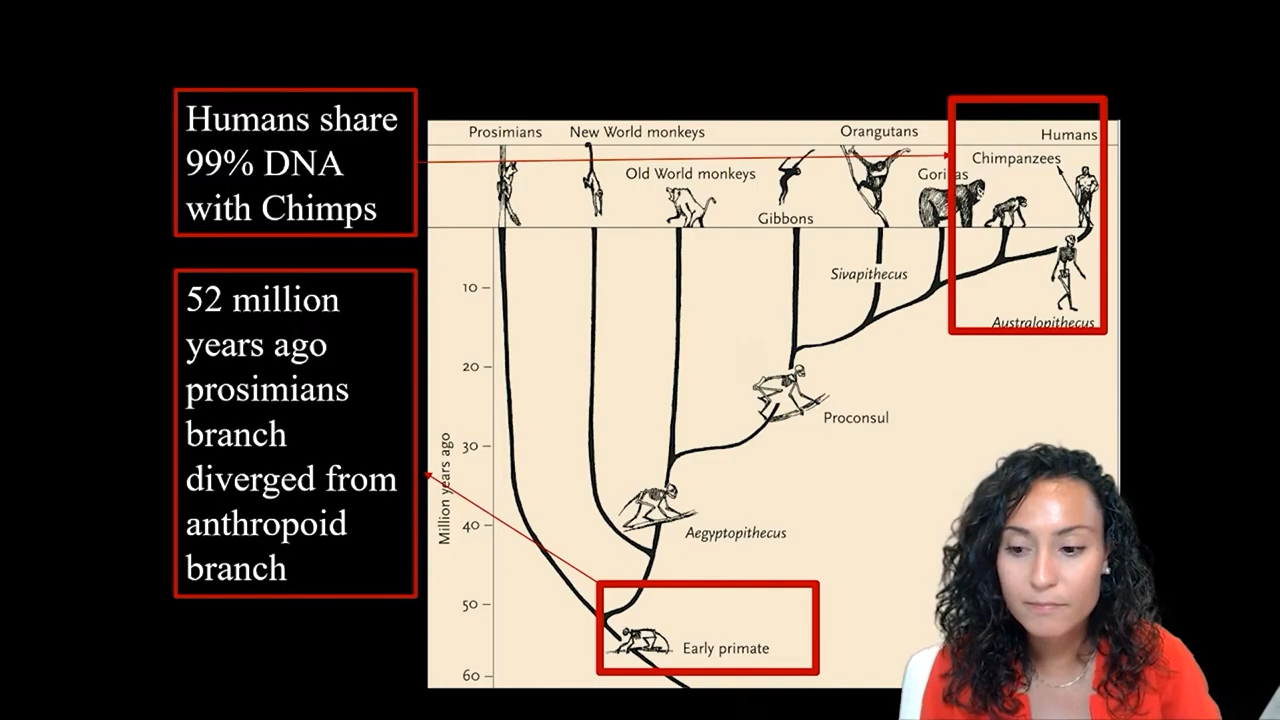 Humans share
99% DNA
with Chimps
52 million
years ago
prosimians
branch
diverged from
anthropoid
branch
Prosimians
New World monkeys
Orangutans
Humans
Chimpanzees
Old World monkeys
Gorillas
Gibbons
Sivapithecus
10
Australopithecus
20
Proconsul
30
Million years ago
40
Aegyptopithecus
50
Early primate
60